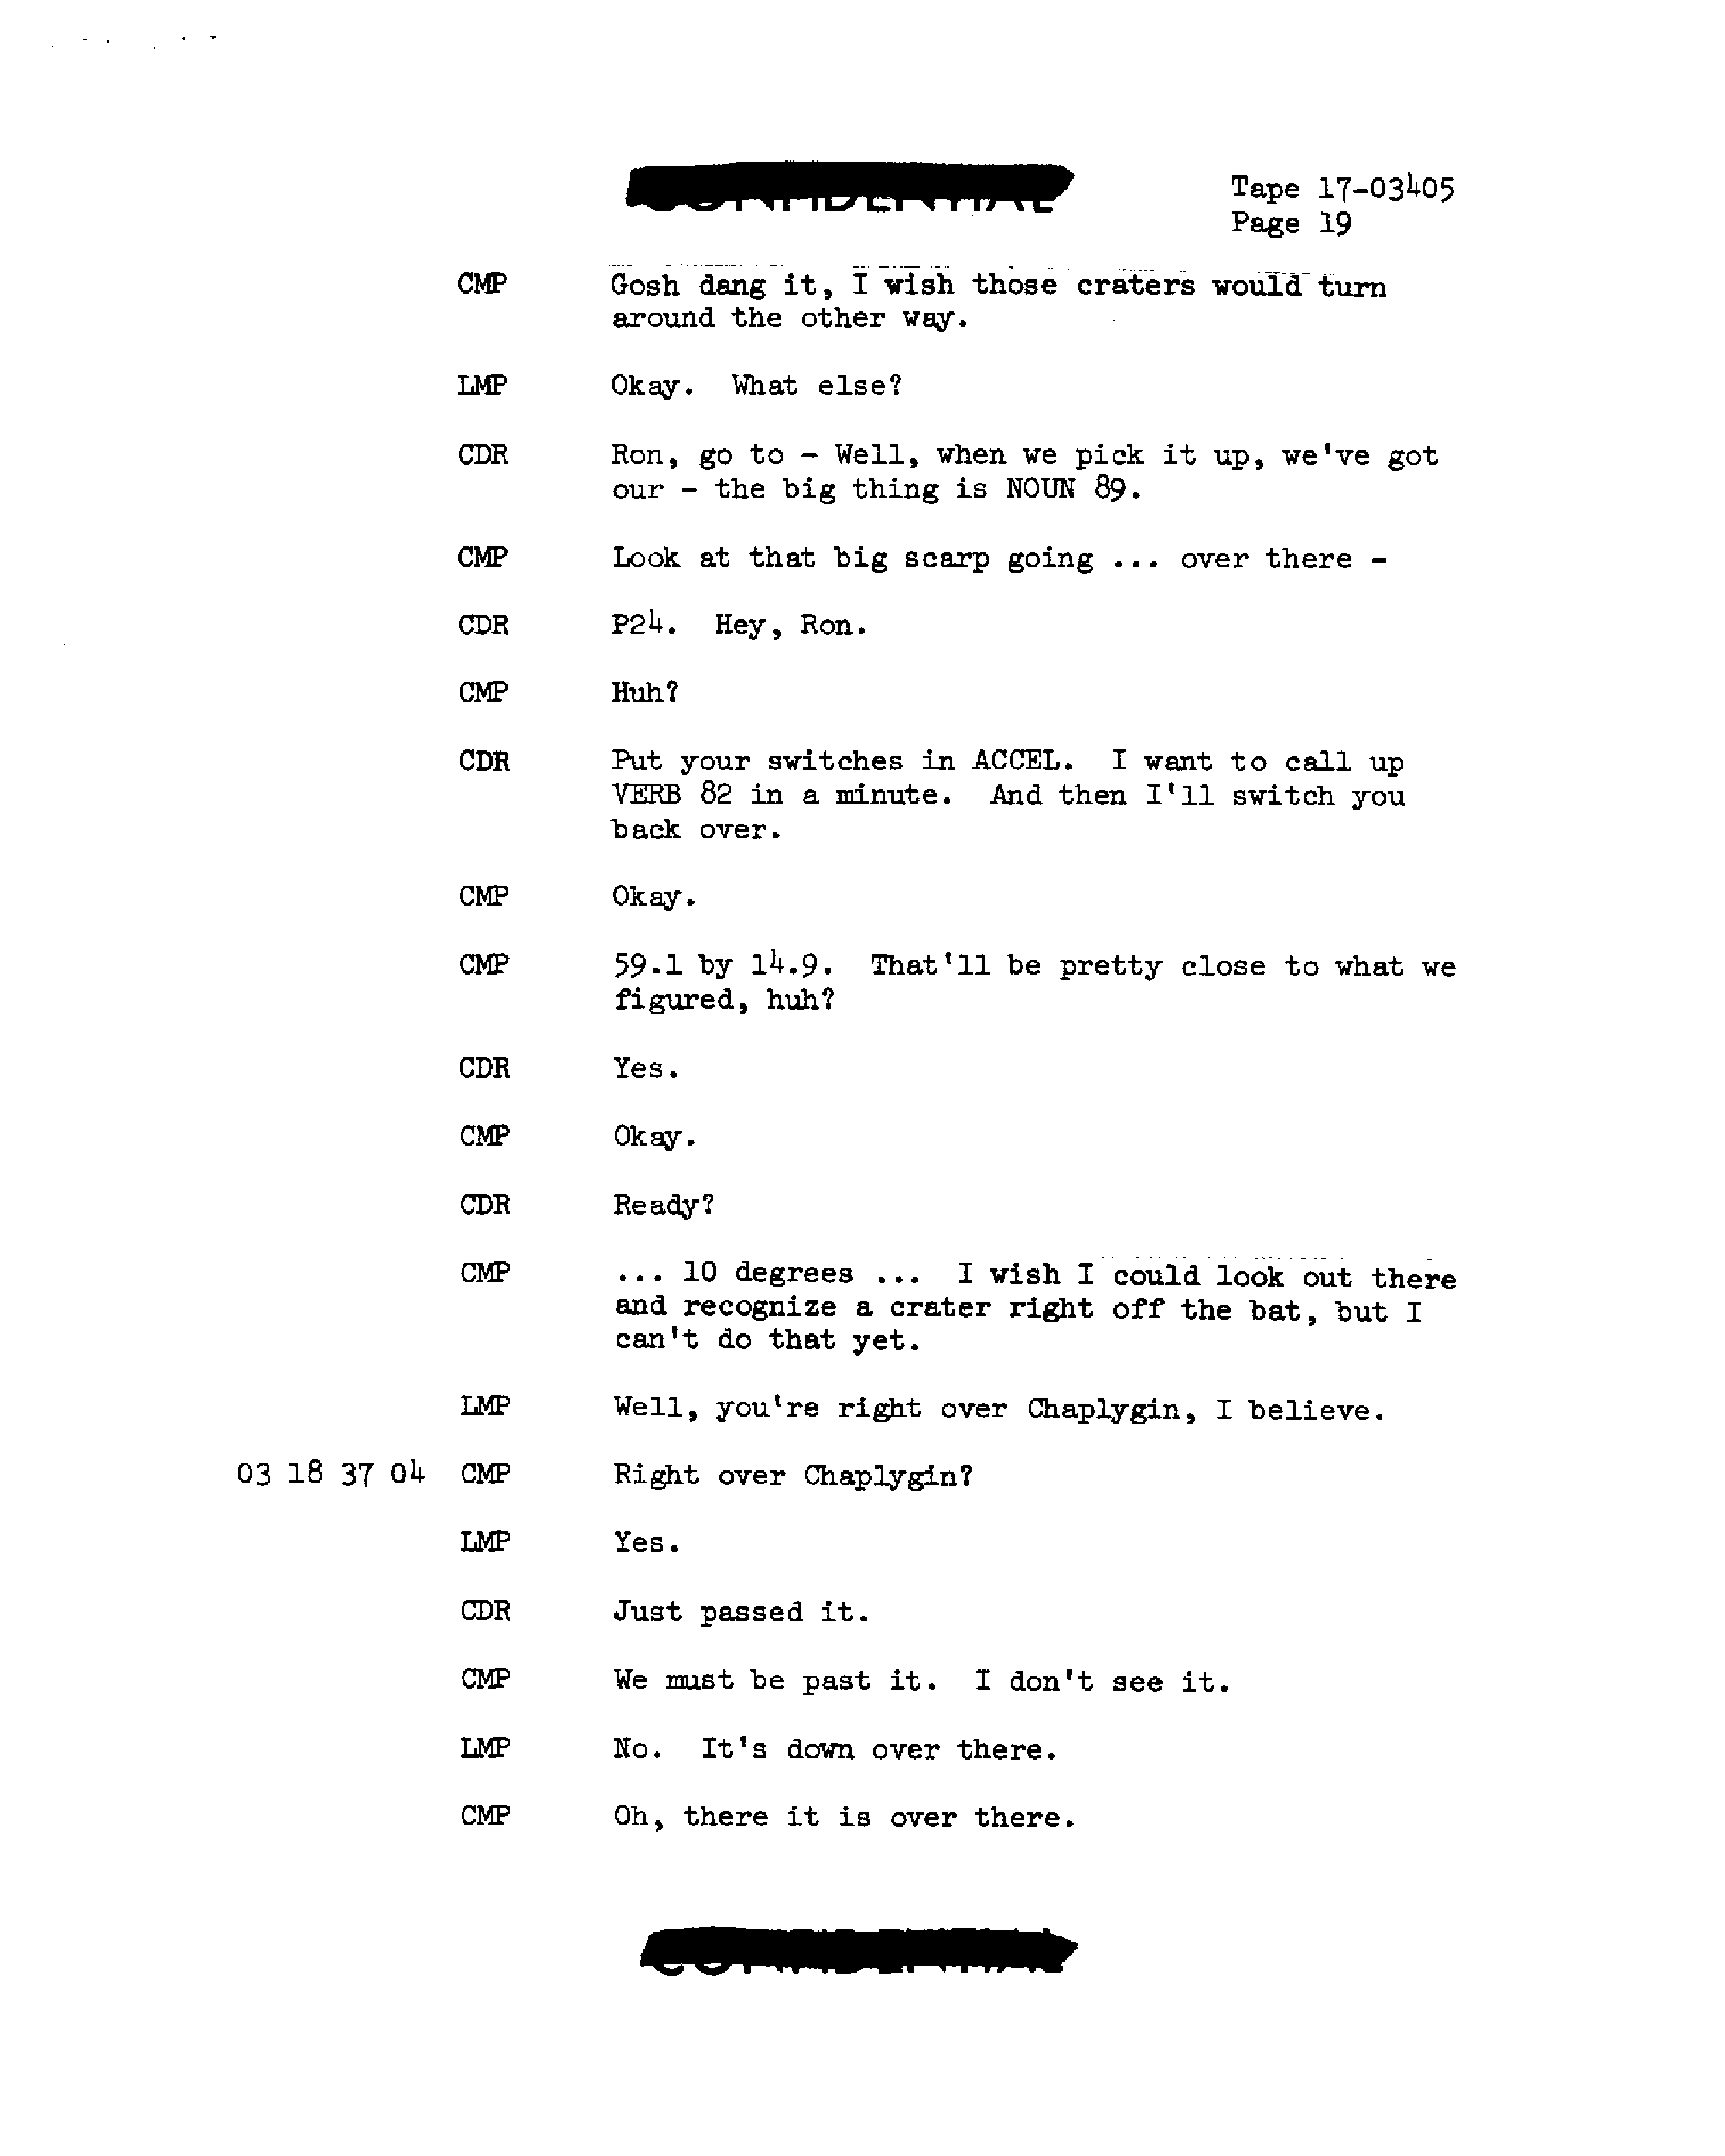 CONFIDENTIAL
Tape 17-03405
Page 19
CMP Gosh dang it, I wish those craters would turn
around the other way.
LMP Okay. What else?
CDR Ron, go to - Well, when we pick it up, we've got
our - the big thing is NOUN 89.
CMP Look at that big scarp going ... over there -
CDR P24. Hey, Ron.
CMP Huh?
CDR Put your switches in ACCEL. I want to call up
VERB 82 in a minute. And then I'll switch you
back over.
CMP Okay.
CMP 59.1 by 14.9. That'll be pretty close to what we
figured, huh?
CDR Yes.
CMP Okay.
CDR Ready?
CMP ... 10 degrees ... I wish I could look out there
and recognize a crater right off the bat, but I
can't do that yet.
LMP Well, you're right over Chaplygin, I believe.
03 18 37 04 CMP Right over Chaplygin?
LMP Yes.
CDR Just passed it.
CMP We must be past it. I don't see it.
LMP No. It's down over there.
CMP Oh, there it is over there.
CONFIDENTIAL